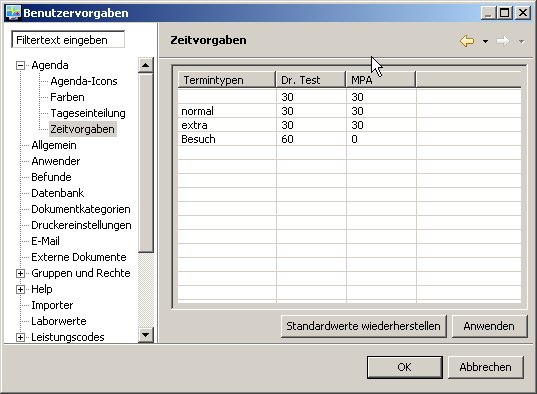 Benutzervorgaben
Filtertext eingeben
Zeitvorgaben
Agenda
Agenda-Icons
Farben
Tageseinteilung
Zeitvorgaben
Allgemein
Anwender
Befunde
Datenbank
Dokumentkategorien
Druckereinstellungen
E-Mail
Externe Dokumente
Gruppen und Rechte
Help
Importer
Laborwerte
Leistungscodes
Termintypen Dr. Test MPA
30 30
normal 30 30
extra 30 30
Besuch 60 0
Standardwerte wiederherstellen Anwenden
OK Abbrechen